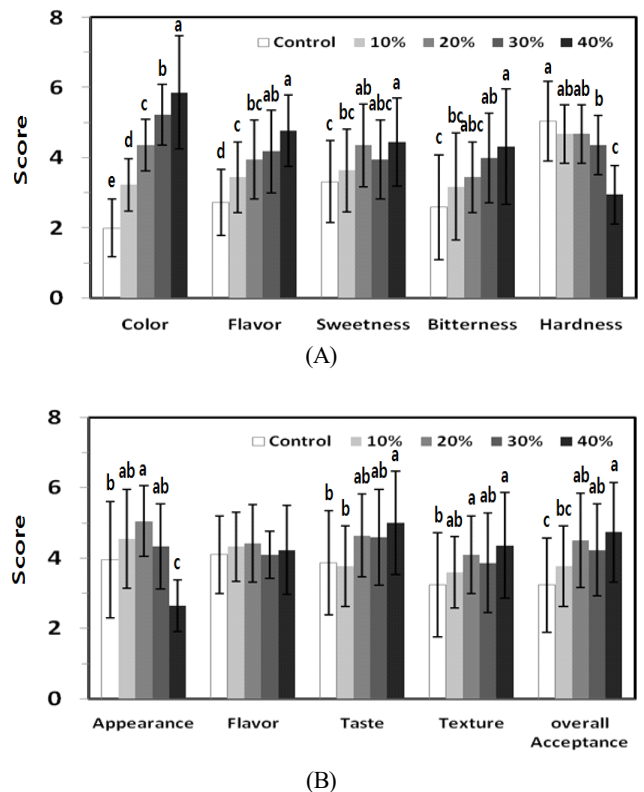 8
Control 10% 20% 30% 40%
a
b
a
a
6
c
ab
ab
a
a
bc
abc
ab
abab
b
d
c
bc
abc
c
bc
c
4
d
c
e
2
0
Score
Color Flavor Sweetness Bitterness Hardness
(A)
8
Control 10% 20% 30% 40%
a
ab a
a
a
6
b
ab
b
ab ab
ab
ab
b
a
ab
b
ab
c
bc
4
c
2
0
Score
Appearance Flavor Taste Texture overall
Acceptance
(B)